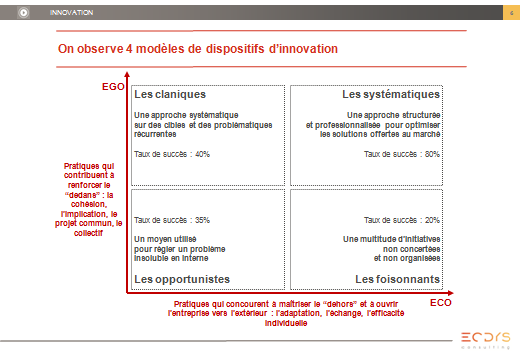 INNOVATION
6
On observe 4 modèles de dispositifs d'innovation
EGO
Les claniques
Une approche systématique
sur des cibles et des problématiques
récurrentes
Taux de succès : 40%
Les systématiques
Une approche structurée
et professionnalisée pour optimiser
les solutions offertes au marché
Taux de succès : 80%
Pratiques qui
contribuent à
renforcer le
"dedans" : la
cohésion,
l'implication, le
projet commun, le
collectif
Taux de succès : 35%
Un moyen utilisé
pour régler un problème
insoluble en interne
Les opportunistes
Taux de succès : 20%
Une multitude d'initiatives
non concertées
et non organisées
Les foisonnants
Pratiques qui concourent à maîtriser le "dehors" et à ouvrir
l'entreprise vers l'extérieur : l'adaptation, l'échange, l'efficacité
individuelle
ECO
consulting